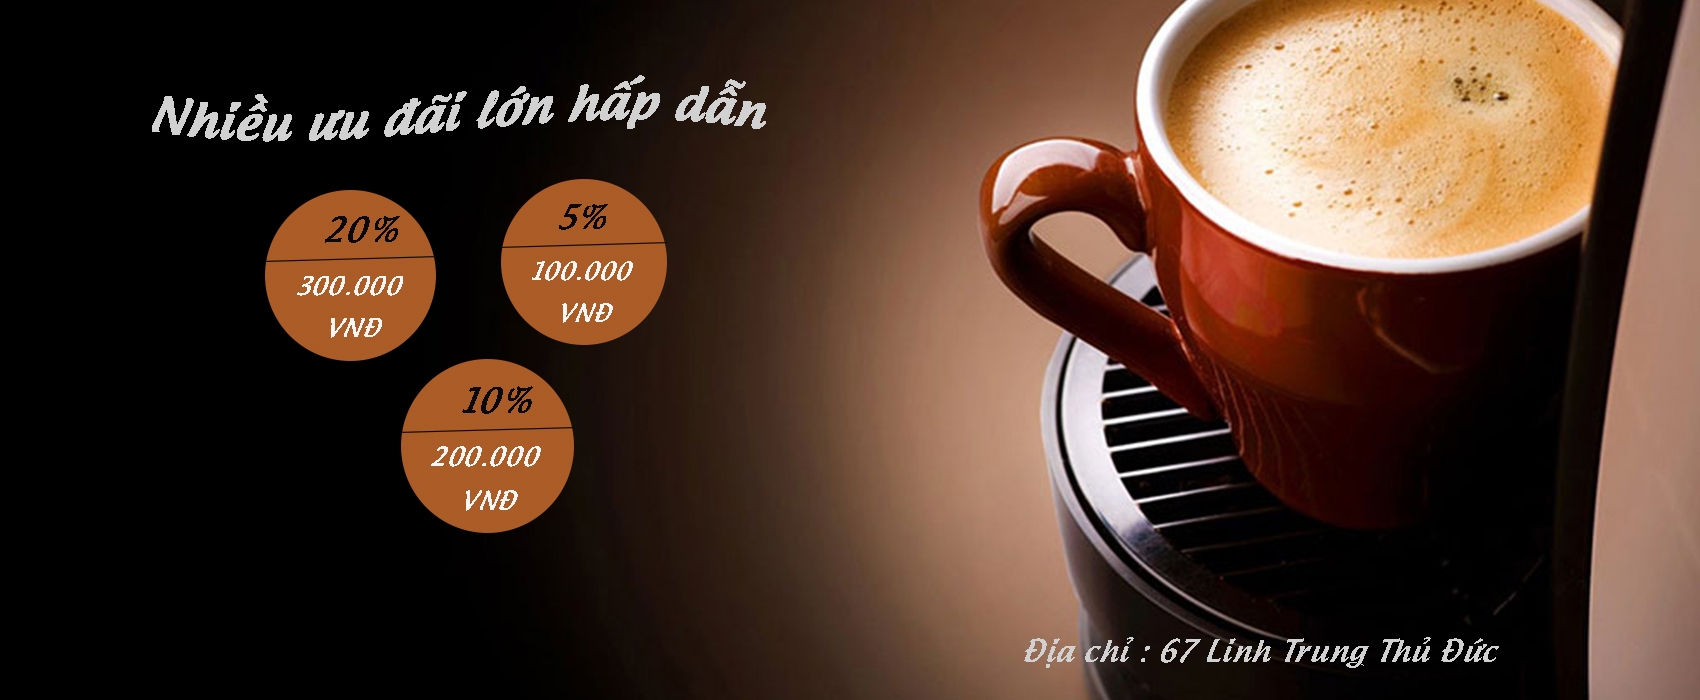 Nhiều ưu đãi lớn hấp dẫn
20%
300.000
VNĐ
5%
100.000
VNĐ
10%
200.000
VNĐ
Địa chỉ : 67 Linh Trung Thủ Đức